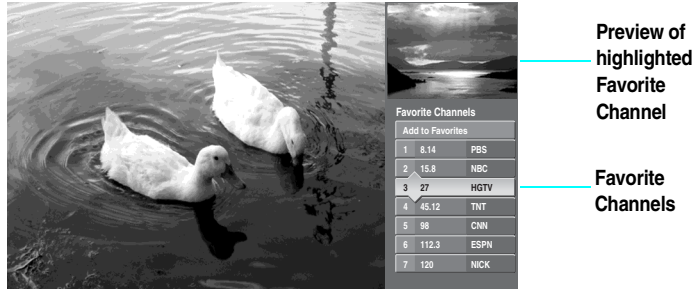 Preview of
highlighted
Favorite
Channel
Favorite Channels
Add to Favorites
1 8.14 PBS
2 15.8 NBC
3 27 HGTV
4 45.12 TNT
5 98 CNN
6 112.3 ESPN
7 120 NICK
Favorite
Channels